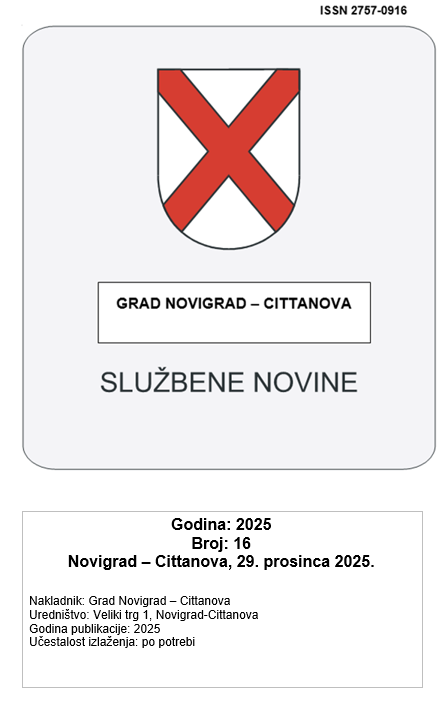 ISSN 2757-0916
GRAD NOVIGRAD – CITTANOVA
SLUŽBENE NOVINE
Godina: 2025
Broj: 16
Novigrad – Cittanova, 29. prosinca 2025.
Nakladnik: Grad Novigrad – Cittanova
Uredništvo: Veliki trg 1, Novigrad-Cittanova
Godina publikacije: 2025
Učestalost izlaženja: po potrebi